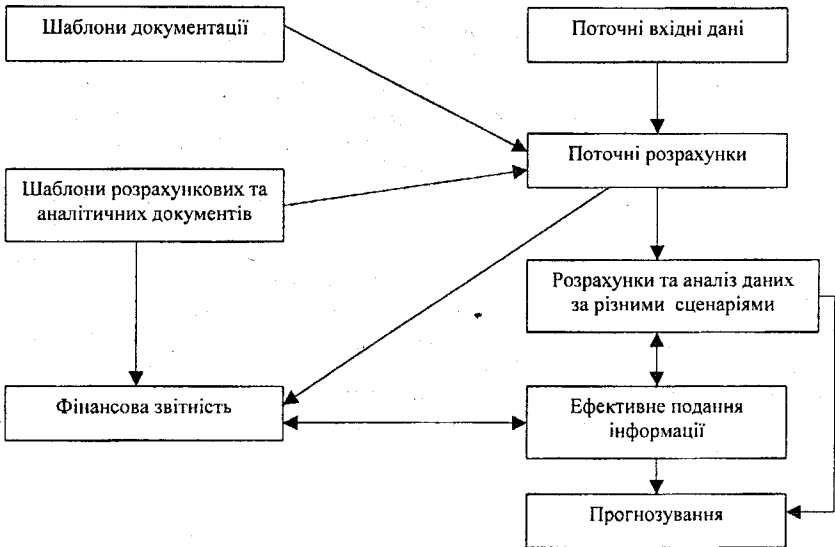 Шаблони документації
Поточні вхідні дані
Поточні розрахунки
Шаблони розрахункових та
аналітичних документів
Розрахунки та аналіз даних
за різними сценаріями
Фінансова звітність
Ефективне подання
інформації
Прогнозування